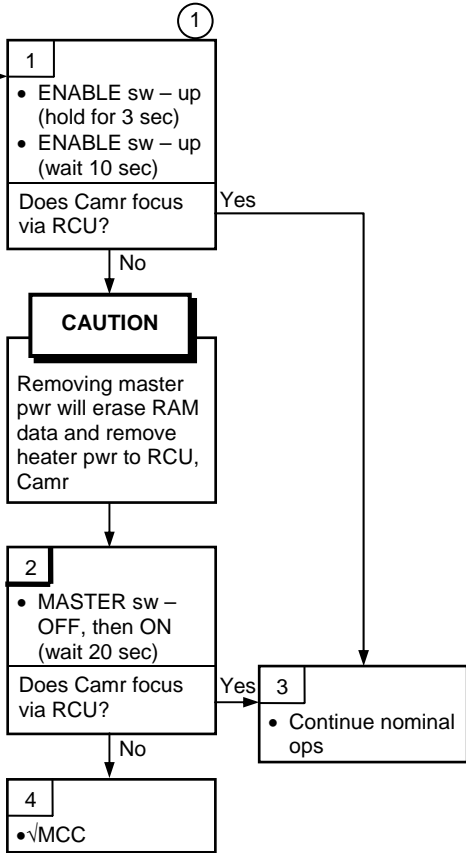 1
1
• ENABLE sw – up
(hold for 3 sec)
• ENABLE sw – up
(wait 10 sec)
Does Camr focus
via RCU?
Yes
No
CAUTION
Removing master
pwr will erase RAM
data and remove
heater pwr to RCU,
Camr
2
• MASTER sw –
OFF, then ON
(wait 20 sec)
Does Camr focus
via RCU?
Yes
No
3
• Continue nominal
ops
4
•√MCC